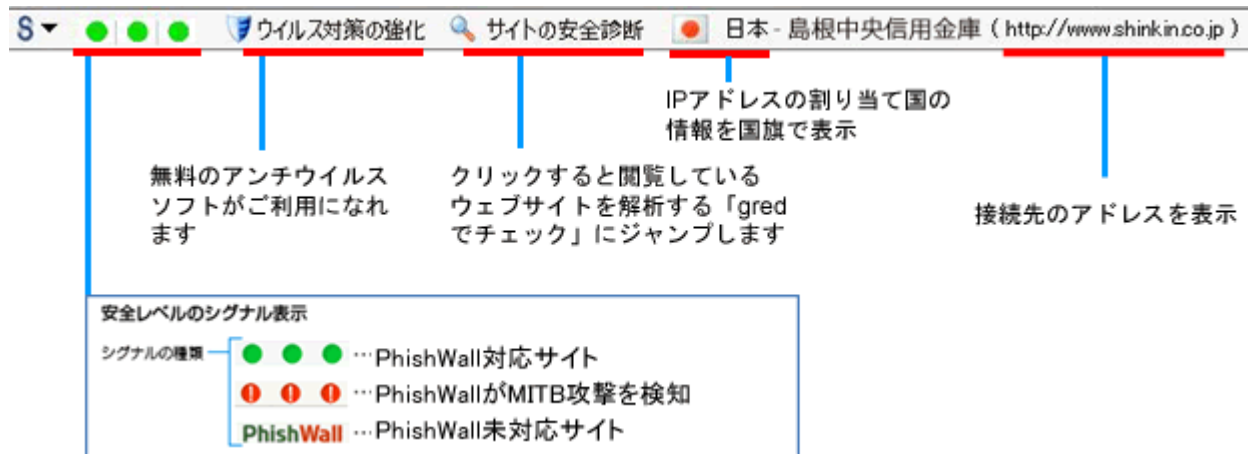 S▼ ウイルス対策の強化 サイトの安全診断 日本 - 島根中央信用金庫 ( http://www.shinkin.co.jp )
IPアドレスの割り当て国の
情報を国旗で表示
無料のアンチウイルス
ソフトがご利用になれ
ます
クリックすると閲覧している
ウェブサイトを解析する「gred
でチェック」にジャンプします
接続先のアドレスを表示
安全レベルのシグナル表示
シグナルの種類
…PhishWall対応サイト
…PhishWallがMITB攻撃を検知
PhishWall …PhishWall未対応サイト